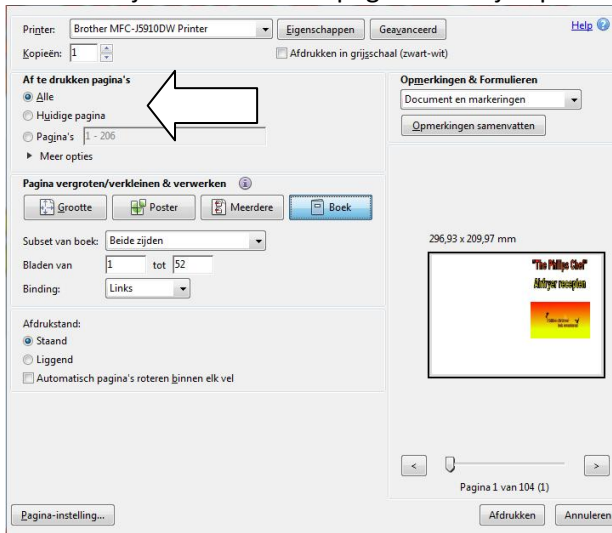 Printer: Brother MFC-J5910DW Printer Eigenschappen Geavanceerd Help
Kopieën: 1 Afdrukken in grijsschaal (zwart-wit)
Af te drukken pagina's
Alle
Huidige pagina
Pagina's 1 - 206
Meer opties
Opmerkingen & Formulieren
Document en markeringen
Opmerkingen samenvatten
Pagina vergroten/verkleinen & verwerken
Grootte Poster Meerdere Boek
Subset van boek: Beide zijden
Bladen van 1 tot 52
Binding: Links
Afdrukstand:
Staand
Liggend
Automatisch pagina's roteren binnen elk vel
296,93 x 209,97 mm
"The Philips Chef"
Airfryer recepten
< >
Pagina 1 van 104 (1)
Pagina-instelling... Afdrukken Annuleren